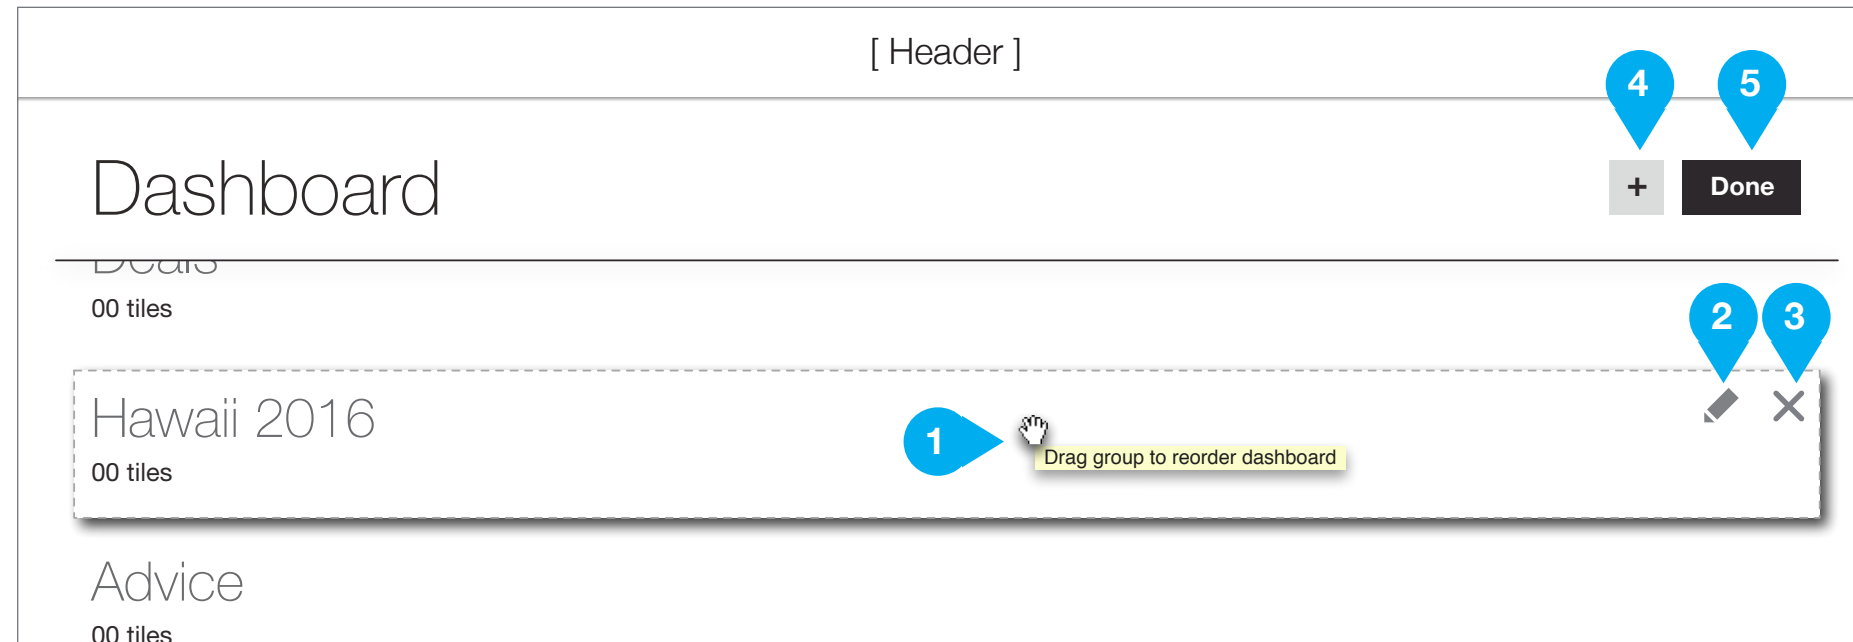 [ Header ]
4 5
Dashboard
+ Done
Deals
00 tiles
2 3
Hawaii 2016
1
Drag group to reorder dashboard
00 tiles
Advice
00 tiles